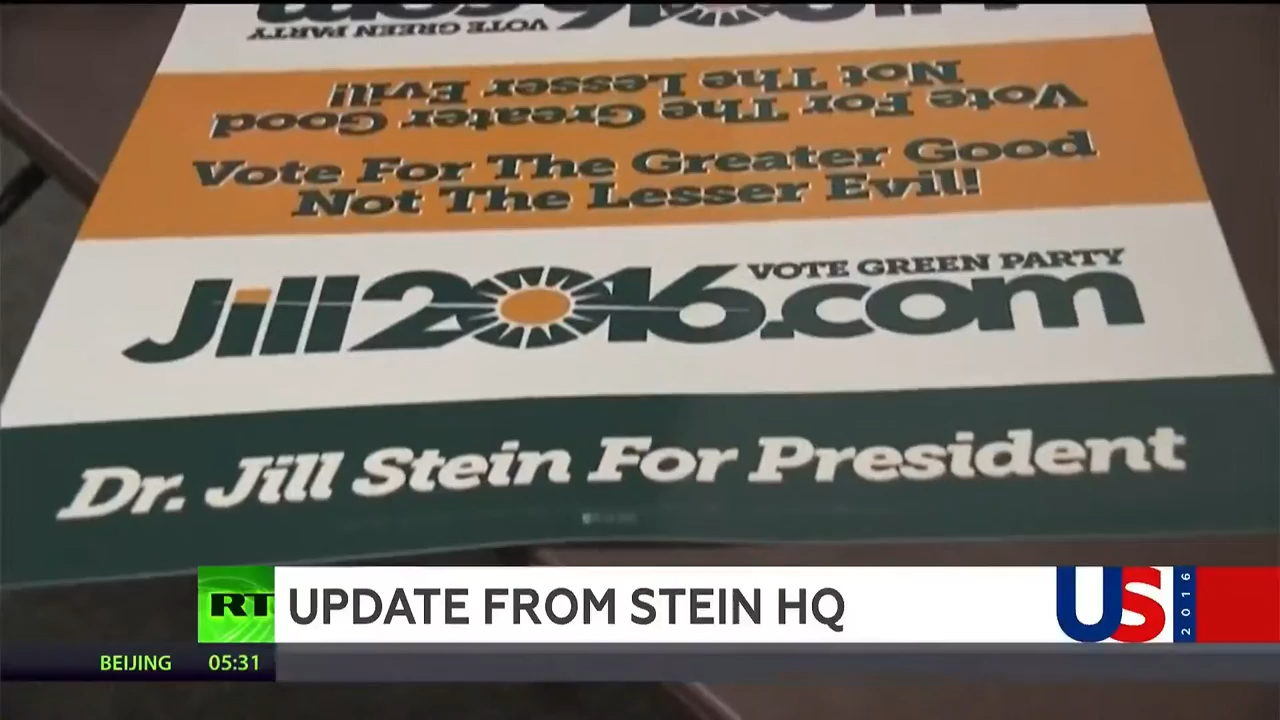 VOTE GREEN PARTY
Vote For The Greater Good
Not The Lesser Evil!
Vote For The Greater Good
Not The Lesser Evil!
VOTE GREEN PARTY
Jill2016.com
Dr. Jill Stein For President
RT
UPDATE FROM STEIN HQ
US
2016
BEIJING 05:31